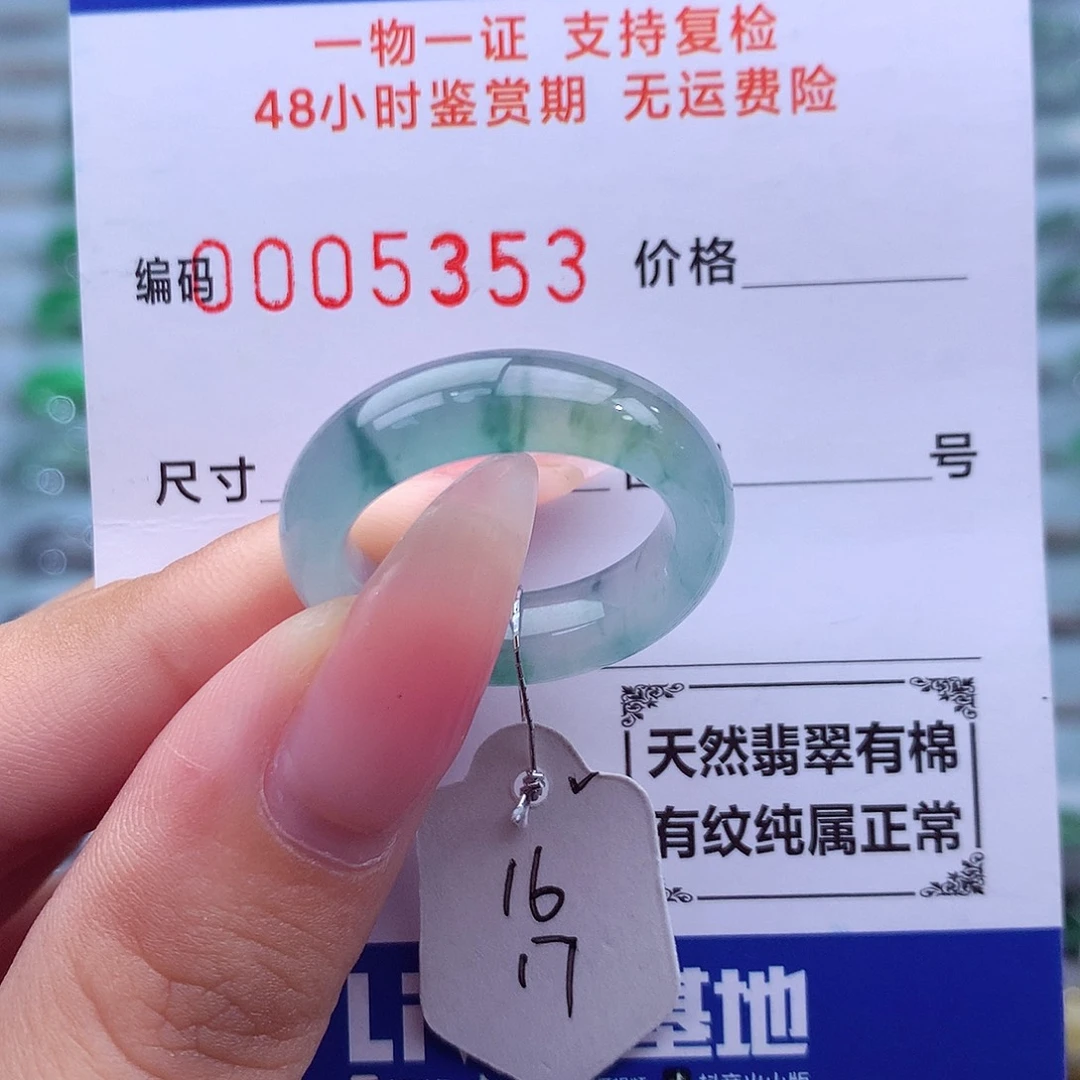 一物一证 支持复检
48小时鉴赏期 无运费险
编码 0005353 价格
尺寸 号
天然翡翠有棉
有纹纯属正常
16
17
Li 基地